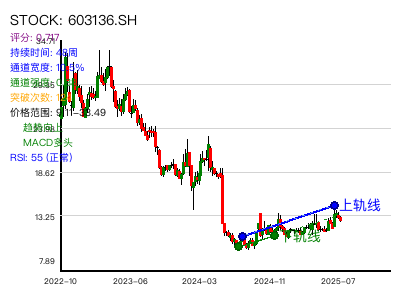 STOCK: 603136.SH
评分: 0.717
持续时间: 48周
通道宽度:
通道强度:
突破次数:
价格范围:
趋势向上
MACD多头
RSI: 55 (正常)
34.71
18.62
13.25
7.89
上轨线
下轨线
2022−10
2023−06
2024−03
2024−11
2025−07